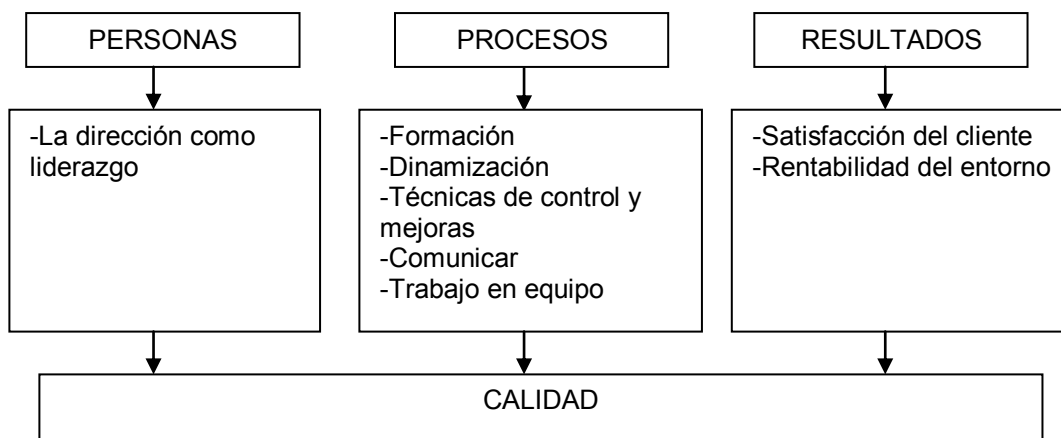 PERSONAS
PROCESOS
RESULTADOS
-La dirección como
liderazgo
-Formación
-Dinamización
-Técnicas de control y
mejoras
-Comunicar
-Trabajo en equipo
-Satisfacción del cliente
-Rentabilidad del entorno
CALIDAD